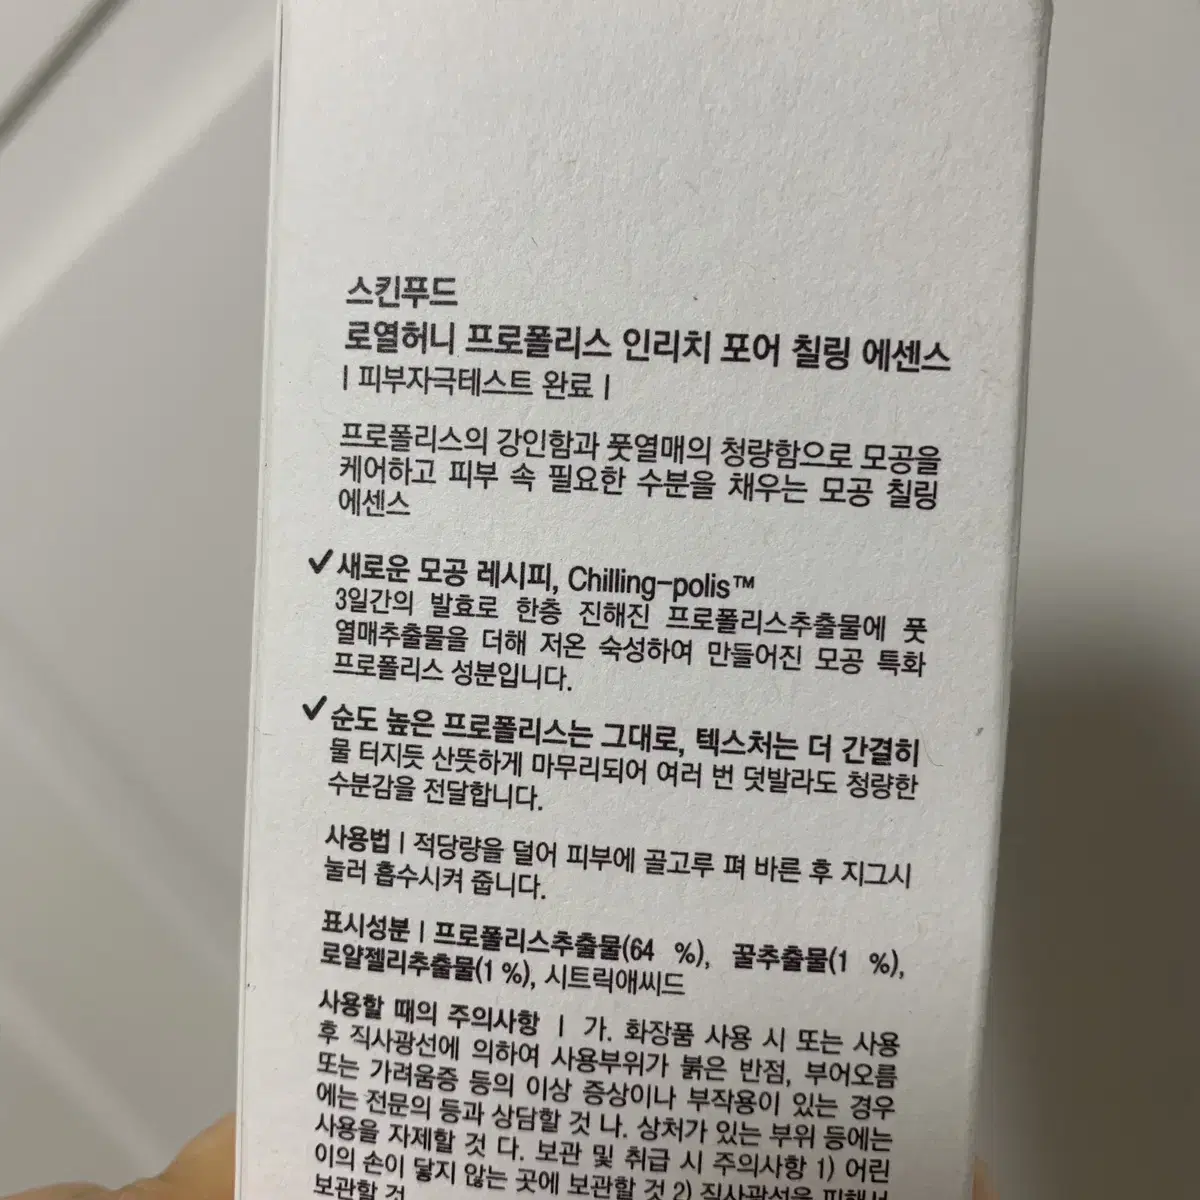 스킨푸드
로열허니 프로폴리스 인리치 포어 칠링 에센스
| 피부자극테스트 완료 |
프로폴리스의 강인함과 풋열매의 청량함으로 모공을
케어하고 피부 속 필요한 수분을 채우는 모공 칠링
에센스
✓새로운 모공 레시피, Chilling-polis™
3일간의 발효로 한층 진해진 프로폴리스추출물에 풋
열매추출물을 더해 저온 숙성하여 만들어진 모공 특화
프로폴리스 성분입니다.
✓순도 높은 프로폴리스는 그대로, 텍스처는 더 간결히
물 터지듯 산뜻하게 마무리되어 여러 번 덧발라도 청량한
수분감을 전달합니다.
사용법 | 적당량을 덜어 피부에 골고루 펴 바른 후 지그시
눌러 흡수시켜 줍니다.
표시성분 | 프로폴리스추출물(64 %), 꿀추출물(1 %),
로얄젤리추출물(1 %), 시트릭애씨드
사용할 때의 주의사항 | 가. 화장품 사용 시 또는 사용
후 직사광선에 의하여 사용부위가 붉은 반점, 부어오름
또는 가려움증 등의 이상 증상이나 부작용이 있는 경우
에는 전문의 등과 상담할 것 나. 상처가 있는 부위 등에는
사용을 자제할 것 다. 보관 및 취급 시 주의사항 1) 어린
이의 손이 닿지 않는 곳에 보관할 것 2) 직사광선을 피해서
보관할 것